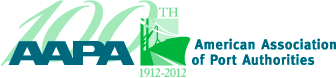 100TH
AAPA
1912-2012
American Association
of Port Authorities